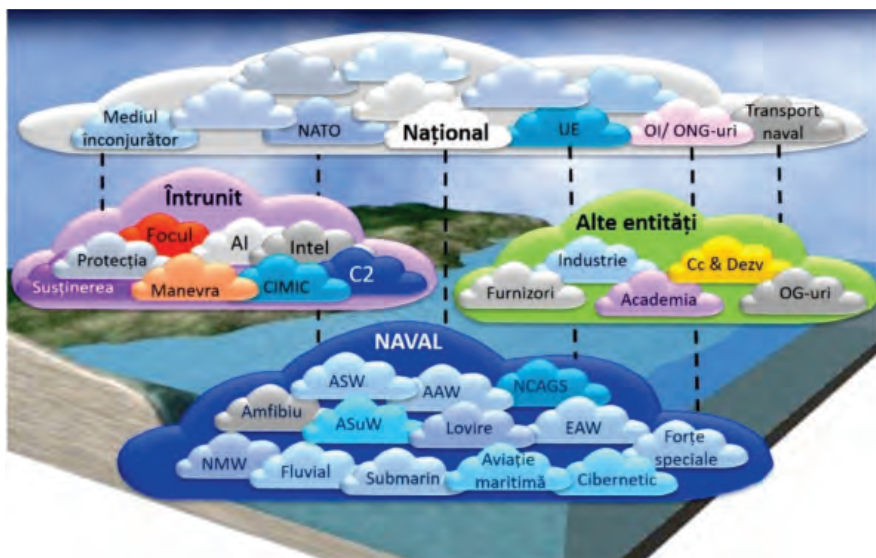 Mediul
înconjurător
NATO
Național
UE
OI/ ONG-uri
Transport
naval
Întrunit
Focul
AI
Intel
Protecția
C2
Susținerea
Manevra
CIMIC
Alte entități
Industrie
Cc & Dezv
Furnizori
Academia
OG-uri
NAVAL
ASW
AAW
NCAGS
Amfibiu
ASuW
Lovire
EAW
Forțe
speciale
NMW
Fluvial
Submarin
Aviație
maritimă
Cibernetic